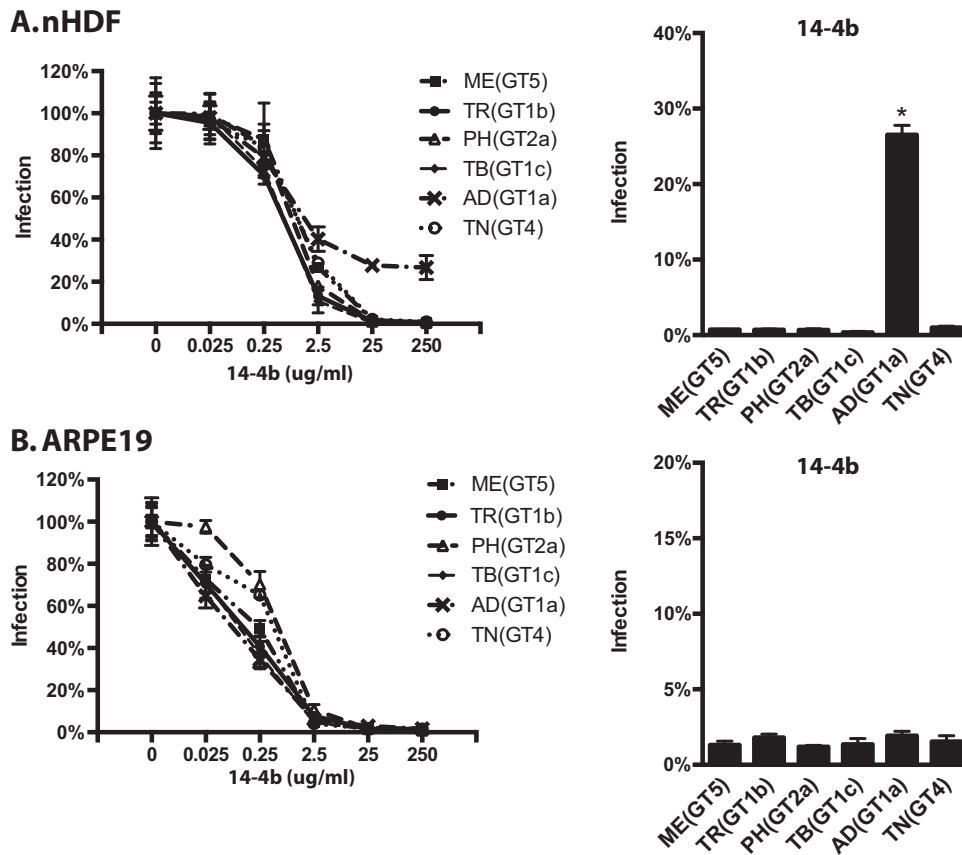 A.nHDF
120%
100%
80%
60%
40%
20%
0%
Infection
0 0.025 0.25 2.5 25 250
14-4b (ug/ml)
ME(GT5)
TR(GT1b)
PH(GT2a)
TB(GT1c)
AD(GT1a)
TN(GT4)
14-4b
40%
30%
20%
10%
0%
Infection
*
ME(GT5)
TR(GT1b)
PH(GT2a)
TB(GT1c)
AD(GT1a)
TN(GT4)
B. ARPE19
120%
100%
80%
60%
40%
20%
0%
Infection
0 0.025 0.25 2.5 25 250
14-4b (ug/ml)
ME(GT5)
TR(GT1b)
PH(GT2a)
TB(GT1c)
AD(GT1a)
TN(GT4)
14-4b
20%
15%
10%
5%
0%
Infection
ME(GT5)
TR(GT1b)
PH(GT2a)
TB(GT1c)
AD(GT1a)
TN(GT4)